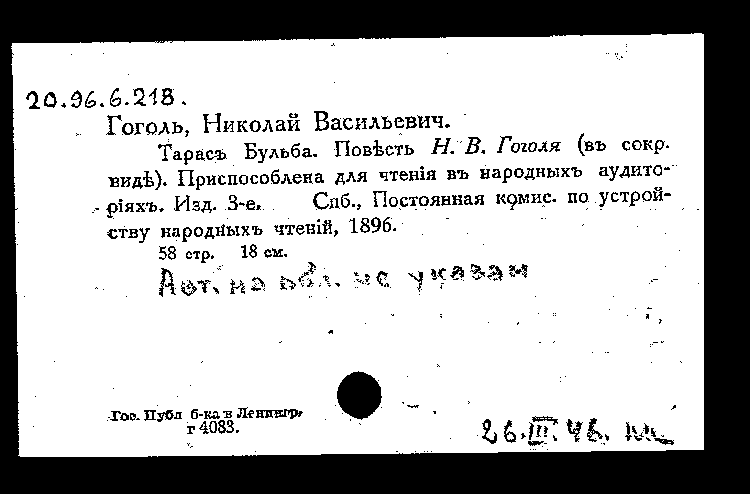 20.96.6.218.
Гоголь, Николай Васильевич.
Тарасъ Бульба. Повѣсть Н. В. Гоголя (въ сокр.
видѣ). Приспособлена для чтенія въ народныхъ аудито-
ріяхъ. Изд. 3-е. Спб., Постоянная комис. по устрой-
ству народныхъ чтеній, 1896.
58 стр. 18 см.
Авт. на обл. не указан
Гос. Публ б-ка в Ленингр.
г 4083.
26.III.46.